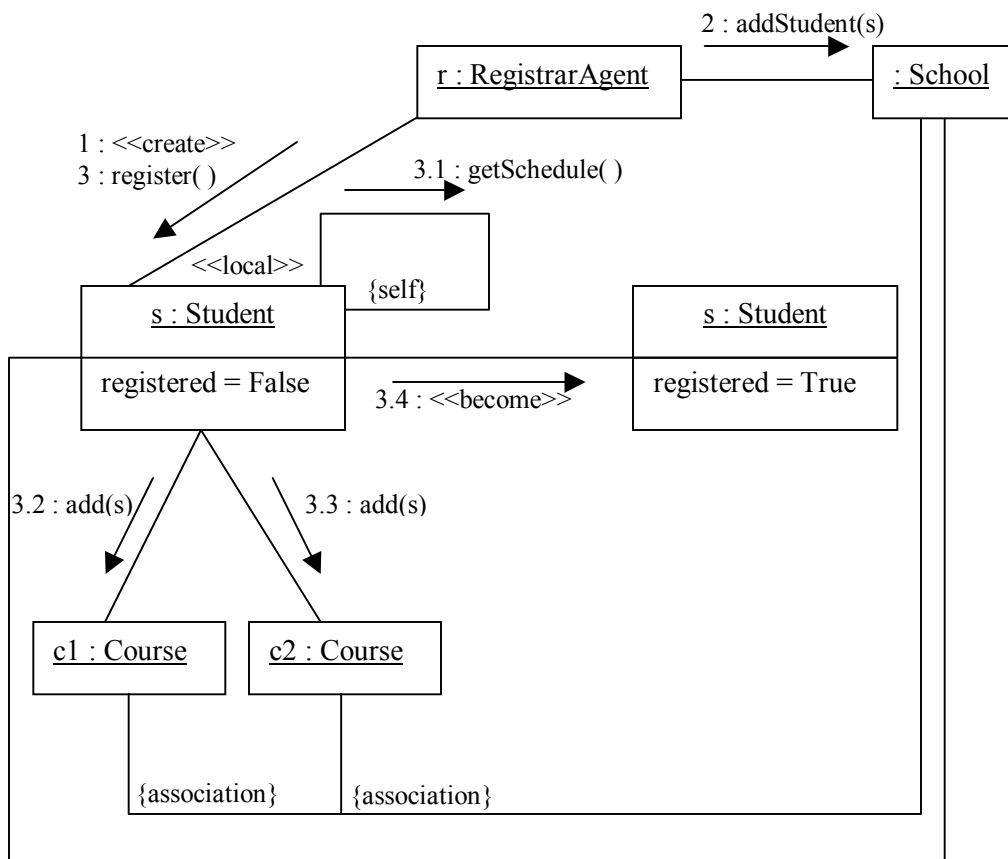 2 : addStudent(s)
r : RegistrarAgent
: School
1 : <<create>>
3 : register( )
3.1 : getSchedule( )
<<local>>
{self}
s : Student
s : Student
registered = False
registered = True
3.4 : <<become>>
3.2 : add(s)
3.3 : add(s)
c1 : Course
c2 : Course
{association}
{association}